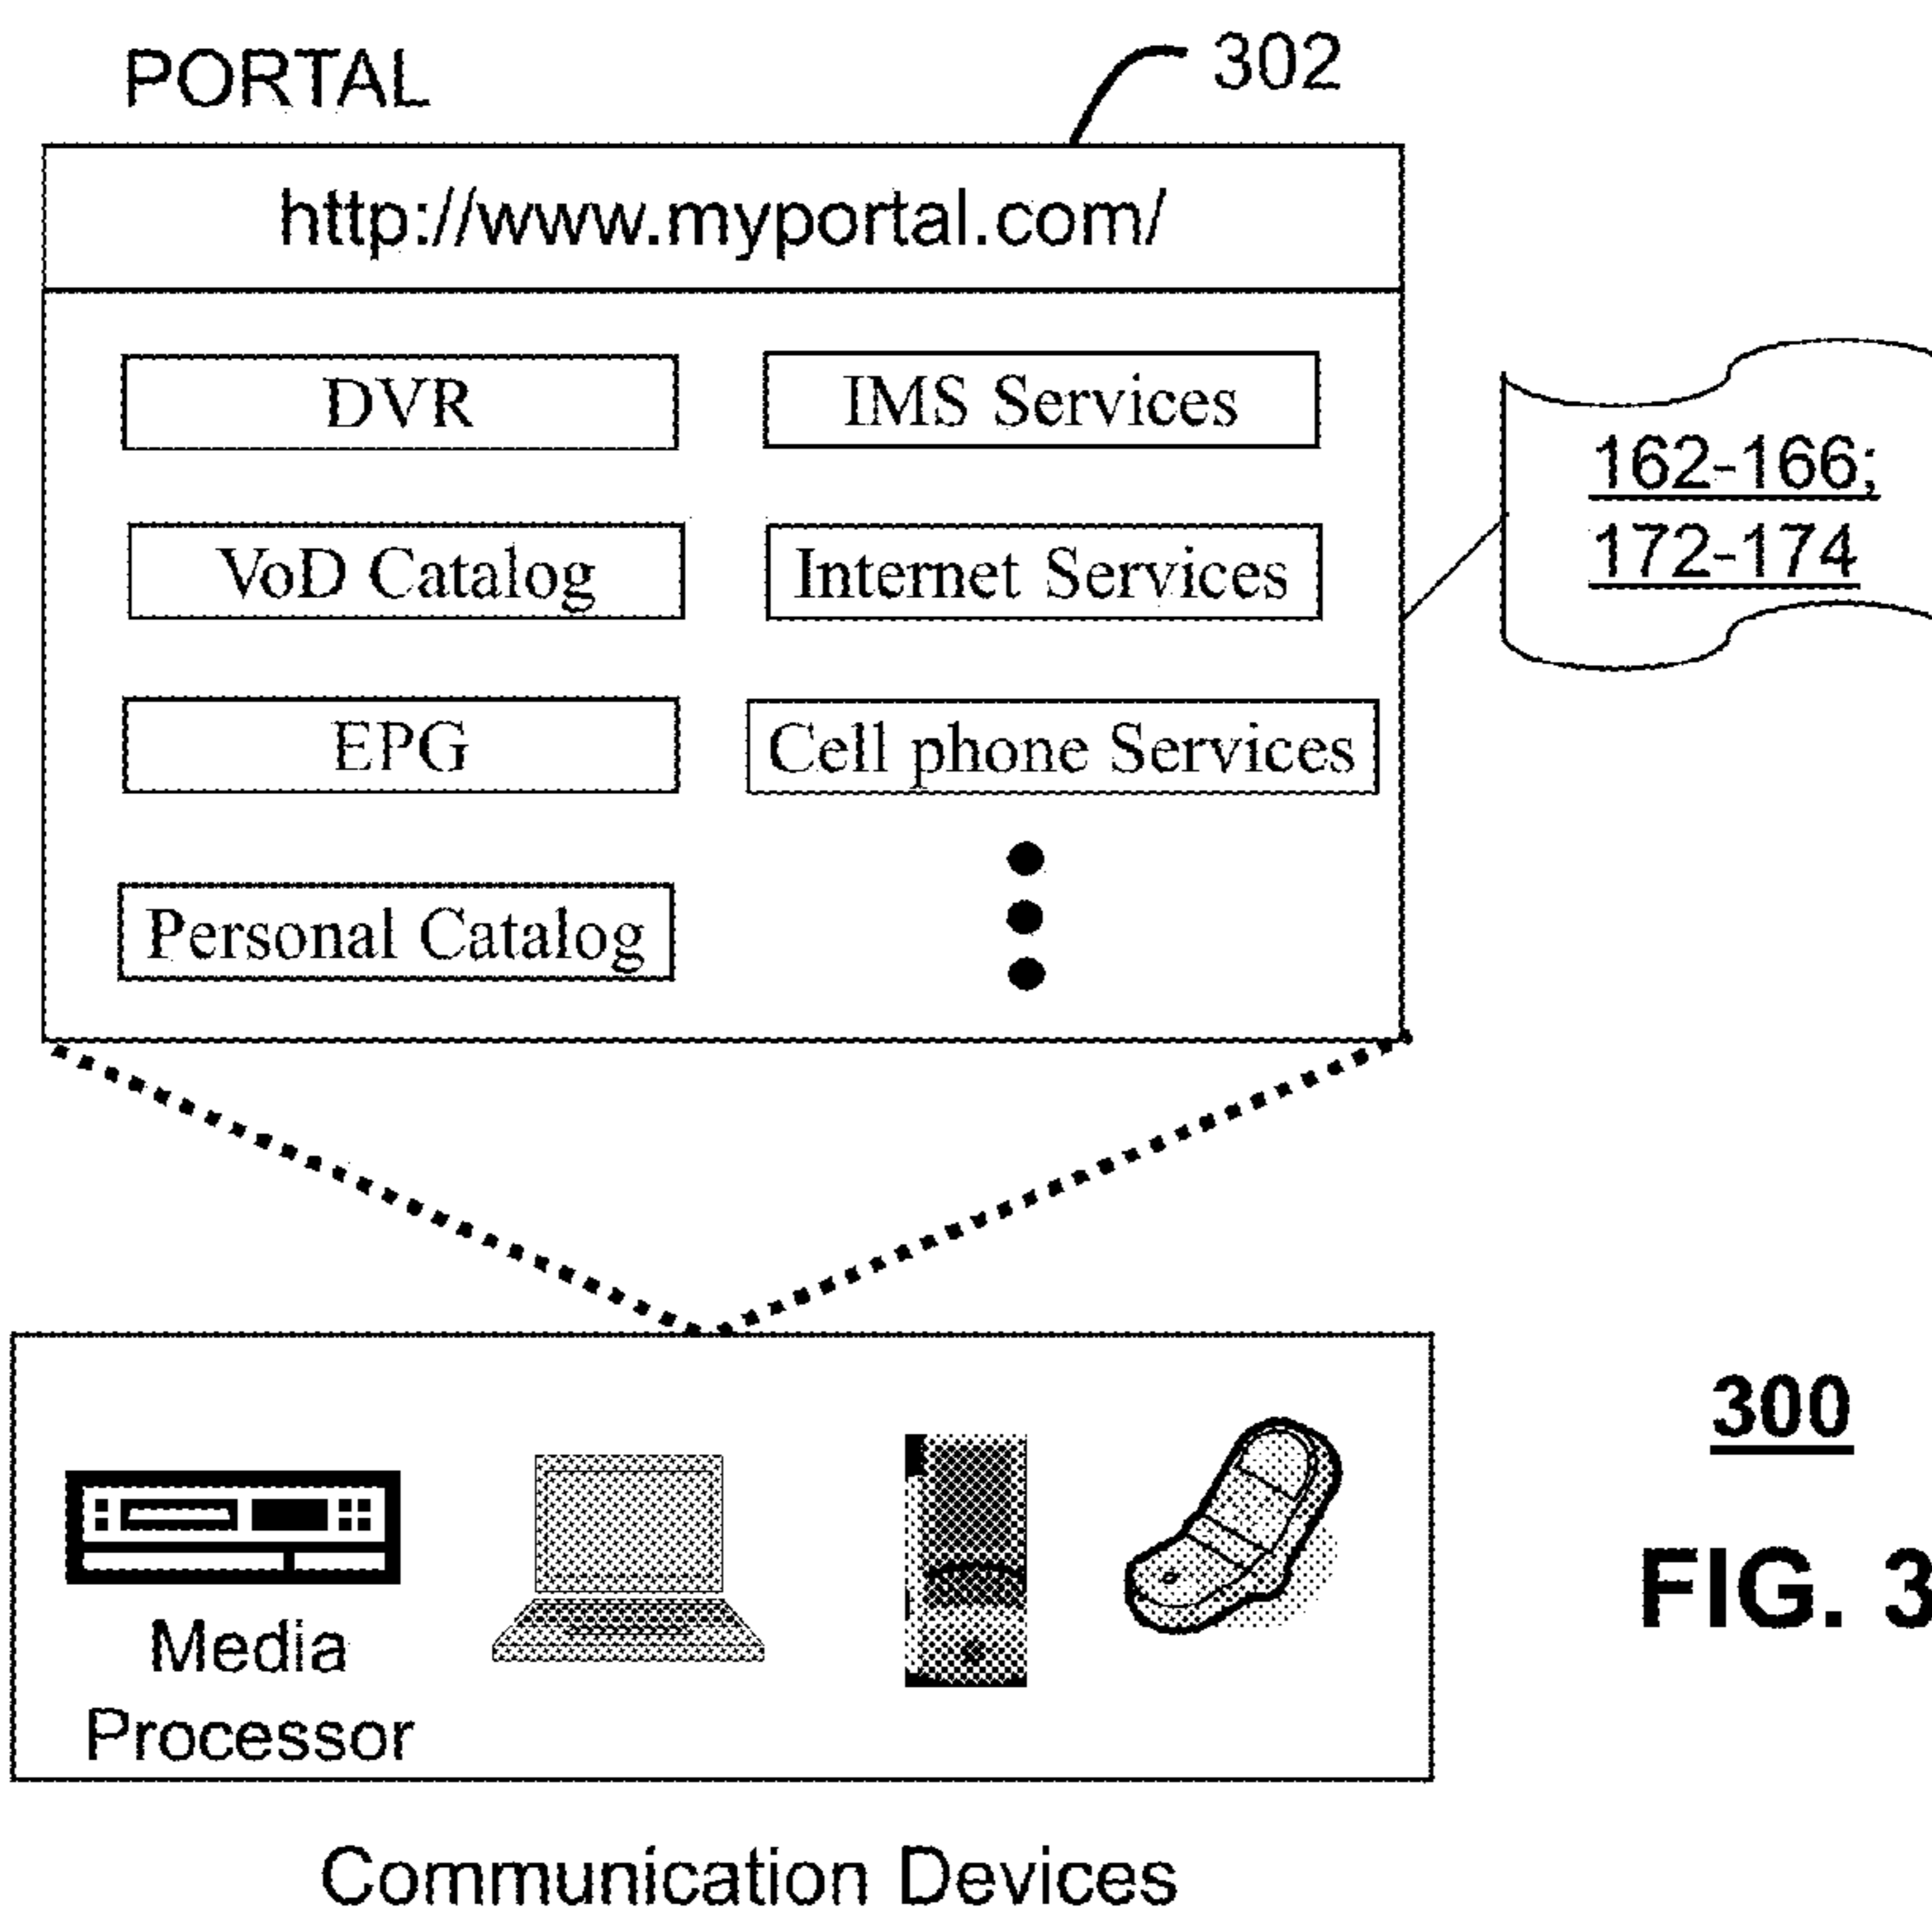 PORTAL
302
http://www.myportal.com/
DVR
IMS Services
VoD Catalog
Internet Services
EPG
Cell phone Services
Personal Catalog
162-166;
172-174
Media
Processor
Communication Devices
300
FIG. 3